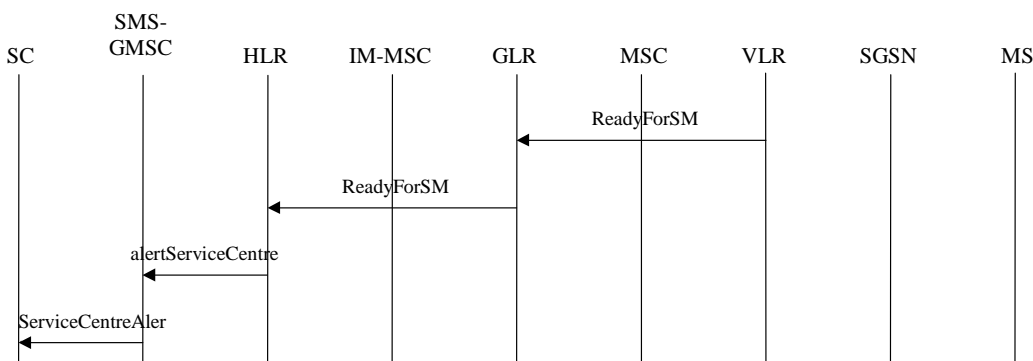 SMS-
GMSC
SC
HLR
IM-MSC
GLR
MSC
VLR
SGSN
MS
ReadyForSM
ReadyForSM
alertServiceCentre
ServiceCentreAler